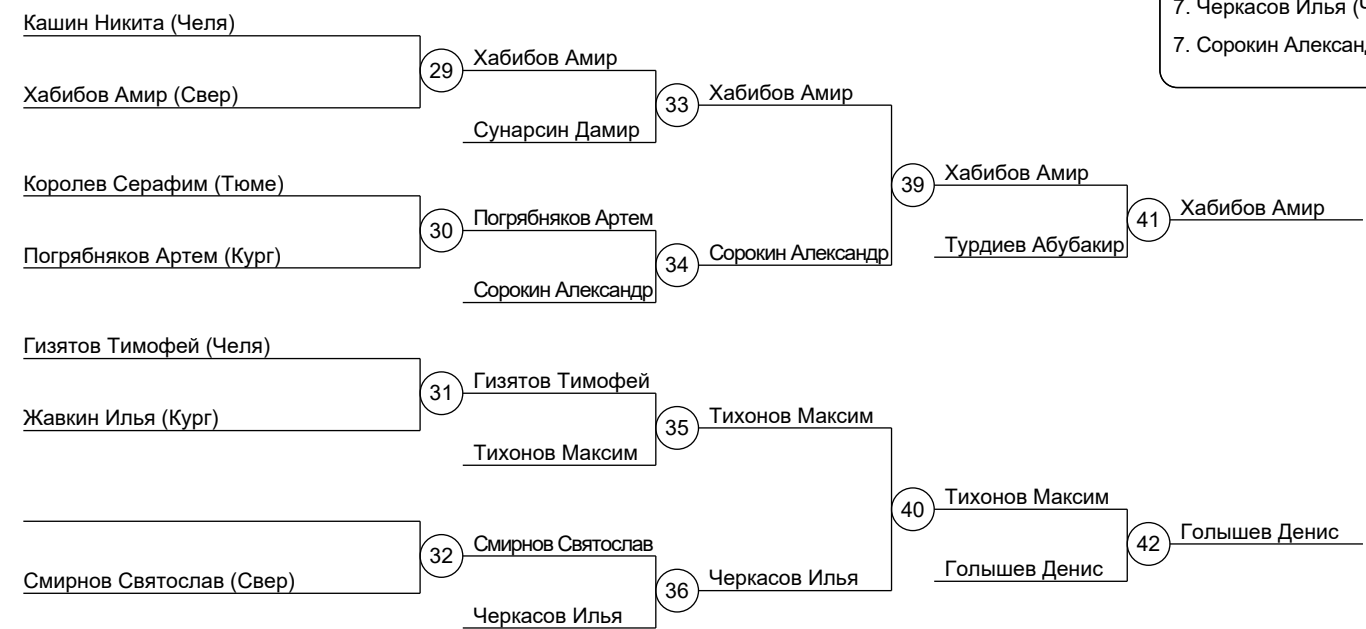 7. Черкасов Илья
7. Сорокин
Кашин Никита (Челя)
29
Хабибов Амир
Хабибов Амир (Свер)
33
Хабибов Амир
Сунарсин Дамир
Королев Серафим (Тюме)
39
Хабибов Амир
30
Погрябняков Артем
41
Хабибов Амир
Погрябняков Артем (Кург)
34
Сорокин Александр
Турдиев Абубакир
Сорокин Александр
Гизятов Тимофей (Челя)
31
Гизятов Тимофей
Жавкин Илья (Кург)
35
Тихонов Максим
Тихонов Максим
40
Тихонов Максим
32
Смирнов Святослав
42
Голышев Денис
Смирнов Святослав (Свер)
36
Черкасов Илья
Голышев Денис
Черкасов Илья